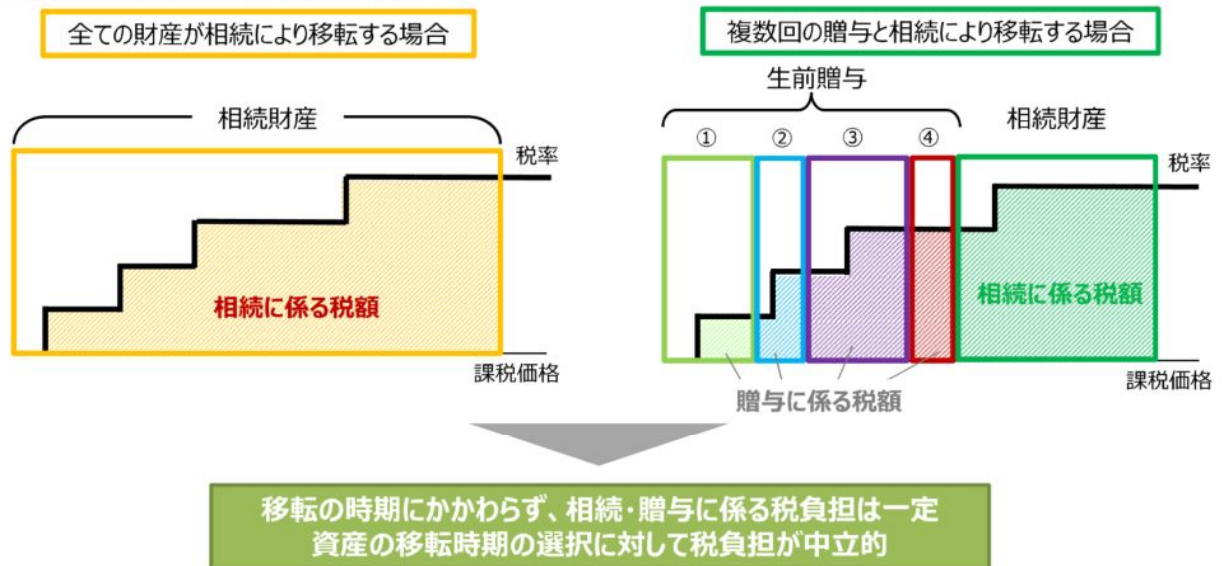 全ての財産が相続により移転する場合
相続財産
税率
相続に係る税額
課税価格
複数回の贈与と相続により移転する場合
生前贈与
① ② ③ ④ 相続財産
税率
相続に係る税額
課税価格
贈与に係る税額
移転の時期にかかわらず、相続・贈与に係る税負担は一定
資産の移転時期の選択に対して税負担が中立的